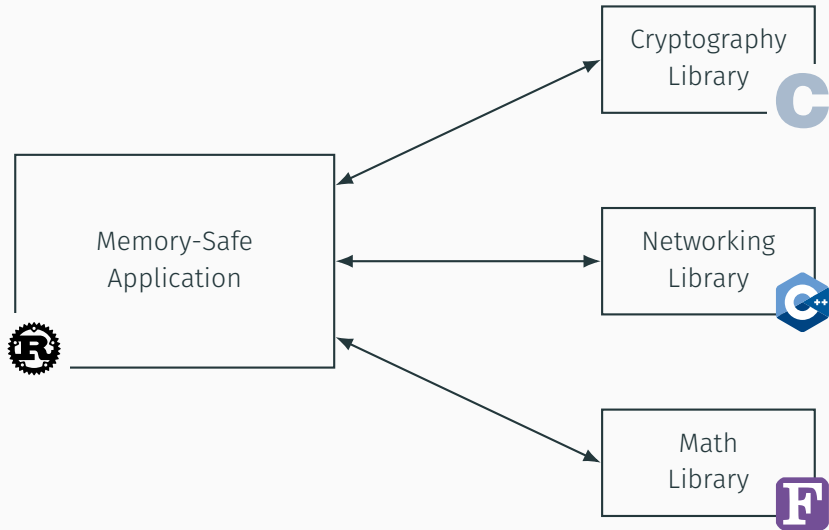 Cryptography
Library
C
Memory-Safe
Application
R
Networking
Library
C++
Math
Library
F